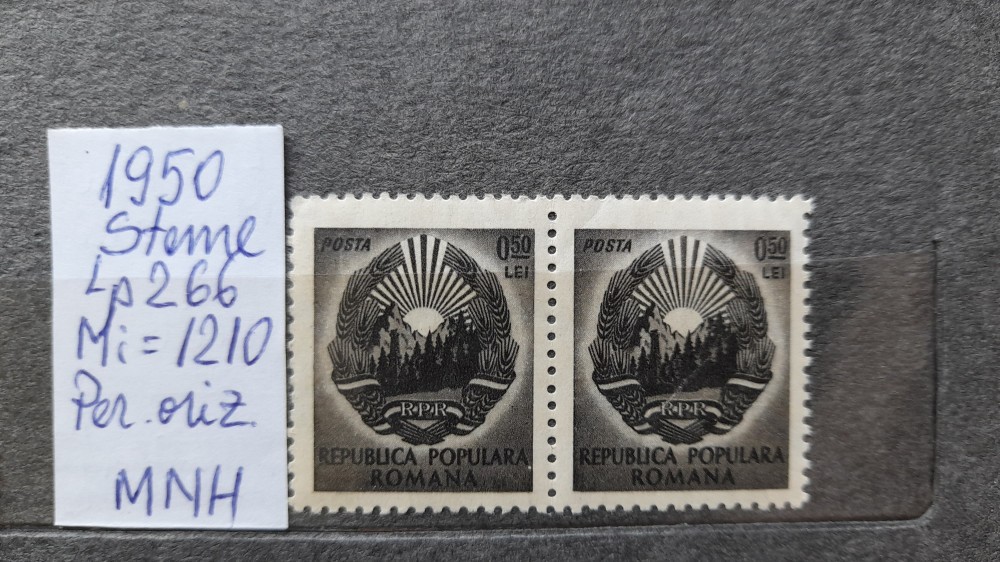 1950
Steme
Lp 266
Mi = 1210
Per. oriz.
MNH
POSTA 0.50
LEI
RPR
REPUBLICA POPULARA
ROMANA
POSTA 0.50
LEI
RPR
REPUBLICA POPULARA
ROMANA